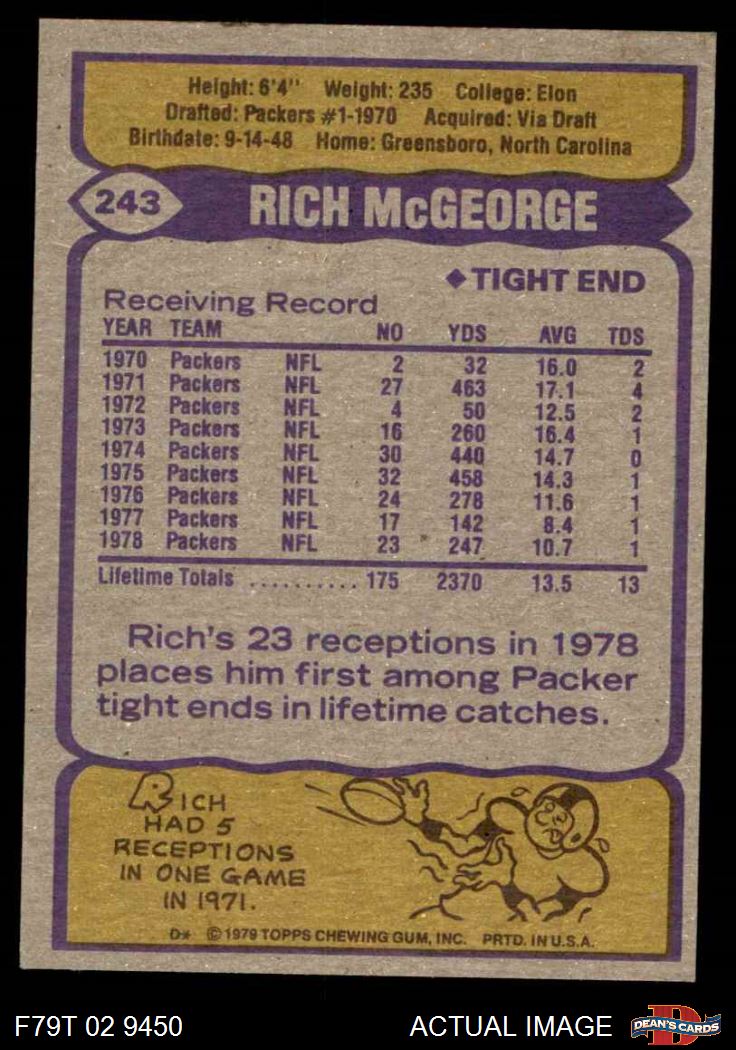 Height: 6'4" Weight: 235 College: Elon
Drafted: Packers #1-1970 Acquired: Via Draft
Birthdate: 9-14-48 Home: Greensboro, North Carolina
243 RICH McGEORGE
◆TIGHT END
Receiving Record
YEAR TEAM NO YDS AVG TDS
1970 Packers NFL 2 32 16.0 2
1971 Packers NFL 27 463 17.1 4
1972 Packers NFL 4 50 12.5 2
1973 Packers NFL 16 260 16.4 1
1974 Packers NFL 30 440 14.7 0
1975 Packers NFL 32 458 14.3 1
1976 Packers NFL 24 278 11.6 1
1977 Packers NFL 17 142 8.4 1
1978 Packers NFL 23 247 10.7 1
Lifetime Totals .......... 175 2370 13.5 13
Rich's 23 receptions in 1978
places him first among Packer
tight ends in lifetime catches.
RICH
HAD 5
RECEPTIONS
IN ONE GAME
IN 1971.
D* © 1979 TOPPS CHEWING GUM, INC. PRTD. IN U.S.A.
F79T 02 9450 ACTUAL IMAGE D DEAN'S CARDS